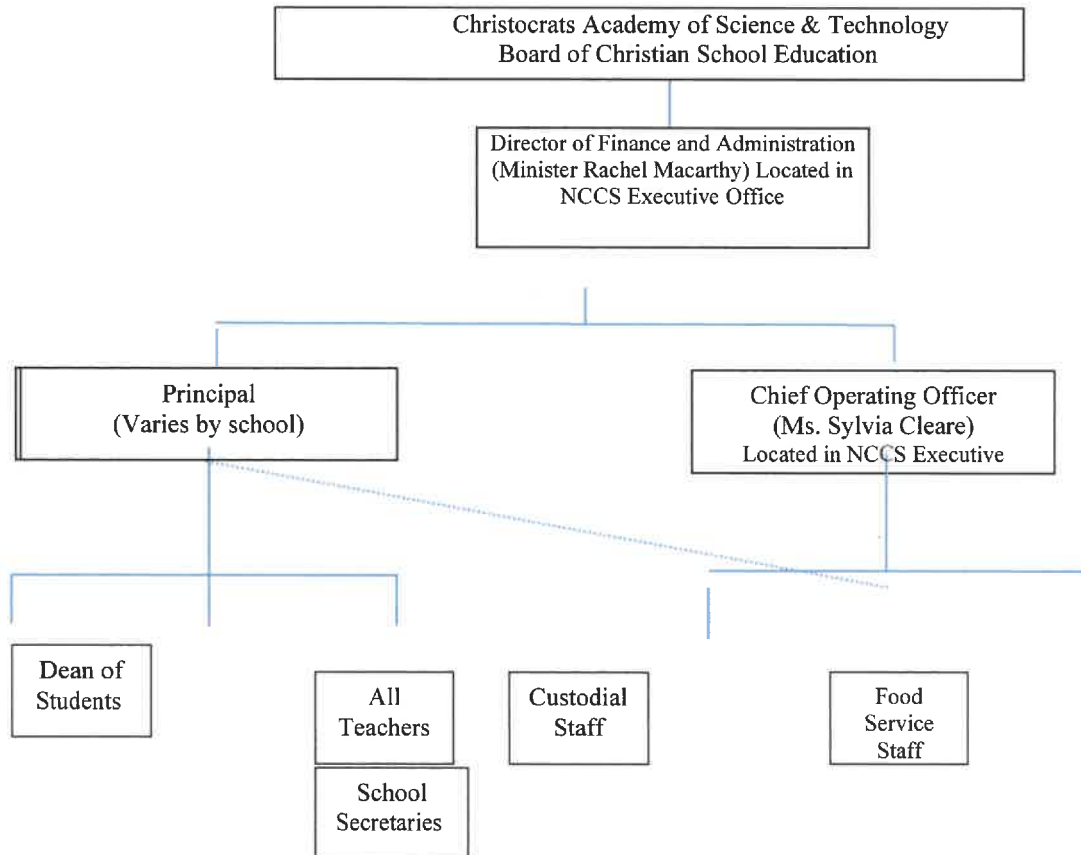 Christocrats Academy of Science & Technology
Board of Christian School Education
Director of Finance and Administration
(Minister Rachel Macarthy) Located in
NCCS Executive Office
Principal
(Varies by school)
Chief Operating Officer
(Ms. Sylvia Cleare)
Located in NCCS Executive
Dean of
Students
All
Teachers
School
Secretaries
Custodial
Staff
Food
Service
Staff